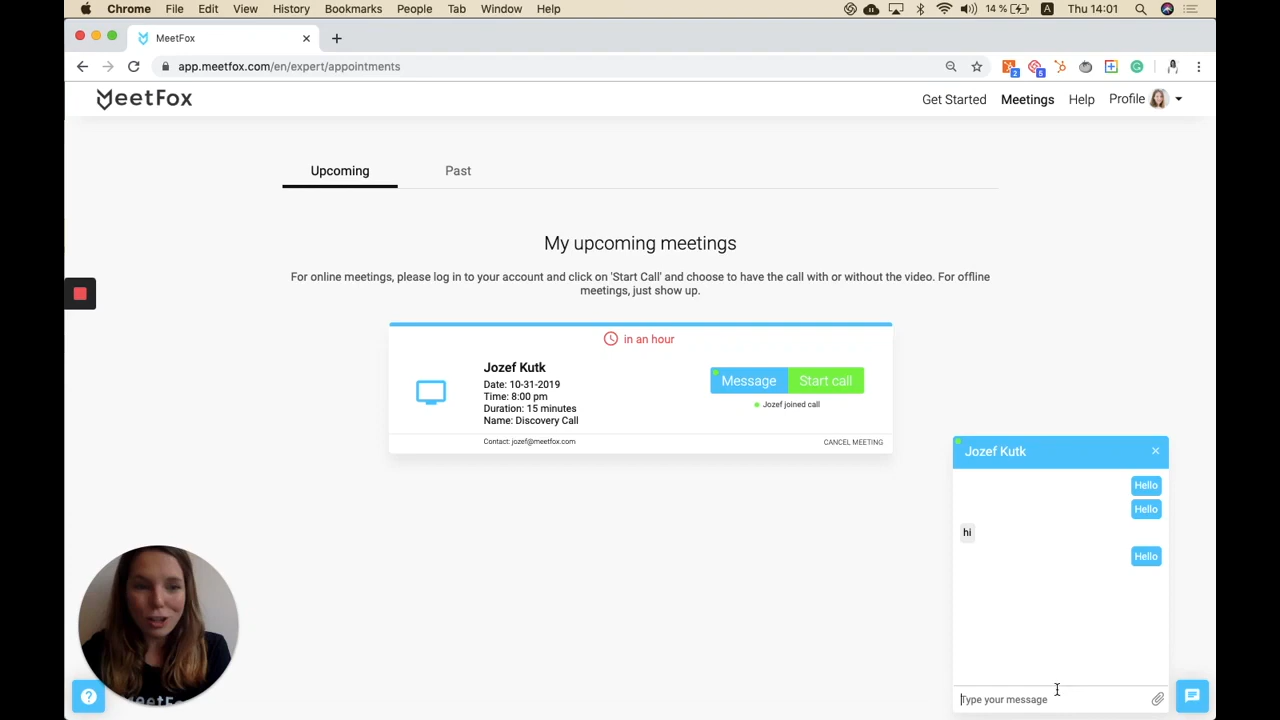 Chrome File Edit View History Bookmarks People Tab Window Help
14 % A Thu 14:01
MeetFox
app.meetfox.com/en/expert/appointments
2 5
MeetFox
Get Started Meetings Help Profile
Upcoming Past
My upcoming meetings
For online meetings, please log in to your account and click on 'Start Call' and choose to have the call with or without the video. For offline
meetings, just show up.
in an hour
Jozef Kutk
Date: 10-31-2019
Time: 8:00 pm
Duration: 15 minutes
Name: Discovery Call
Message Start call
Jozef joined call
Contact: jozef@meetfox.com
CANCEL MEETING
Jozef Kutk
Hello
Hello
hi
Hello
Type your message